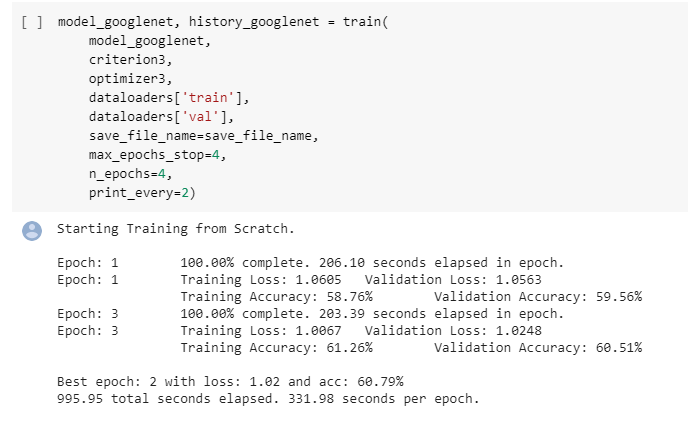 [ ] model_googlenet, history_googlenet = train(
model_googlenet,
criterion3,
optimizer3,
dataloaders['train'],
dataloaders['val'],
save_file_name=save_file_name,
max_epochs_stop=4,
n_epochs=4,
print_every=2)
Starting Training from Scratch.
Epoch: 1 100.00% complete. 206.10 seconds elapsed in epoch.
Epoch: 1 Training Loss: 1.0605 Validation Loss: 1.0563
Training Accuracy: 58.76% Validation Accuracy: 59.56%
Epoch: 3 100.00% complete. 203.39 seconds elapsed in epoch.
Epoch: 3 Training Loss: 1.0067 Validation Loss: 1.0248
Training Accuracy: 61.26% Validation Accuracy: 60.51%
Best epoch: 2 with loss: 1.02 and acc: 60.79%
995.95 total seconds elapsed. 331.98 seconds per epoch.